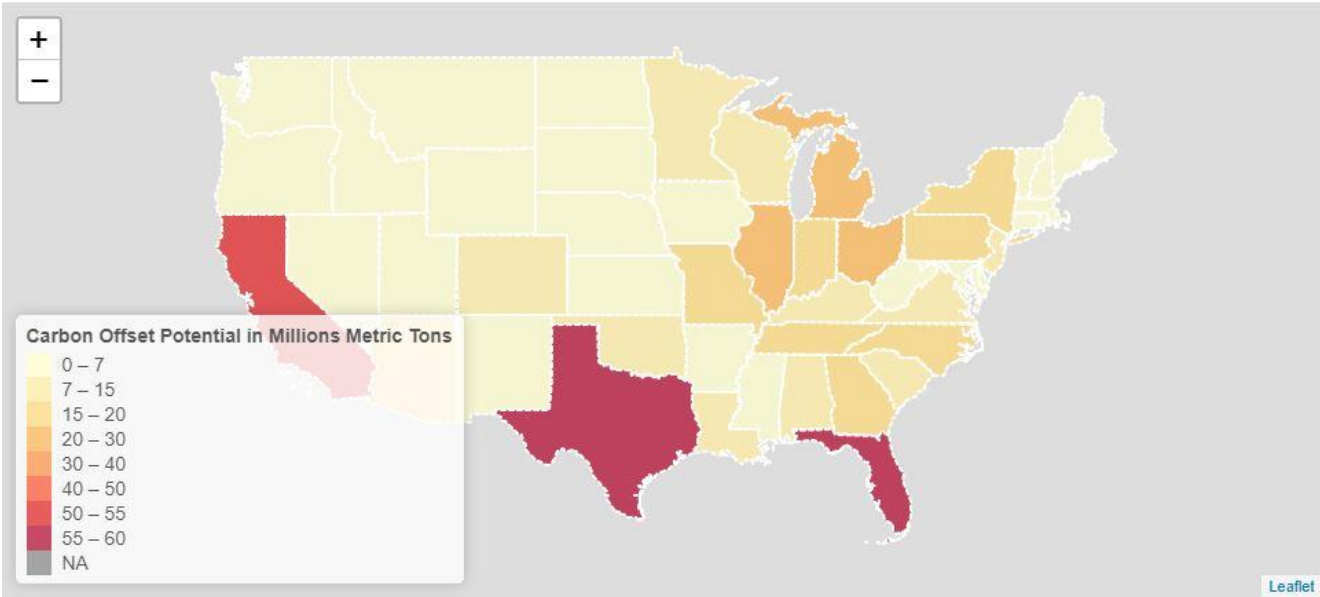 +
−
Carbon Offset Potential in Millions Metric Tons
0 – 7
7 – 15
15 – 20
20 – 30
30 – 40
40 – 50
50 – 55
55 – 60
NA
Leaflet